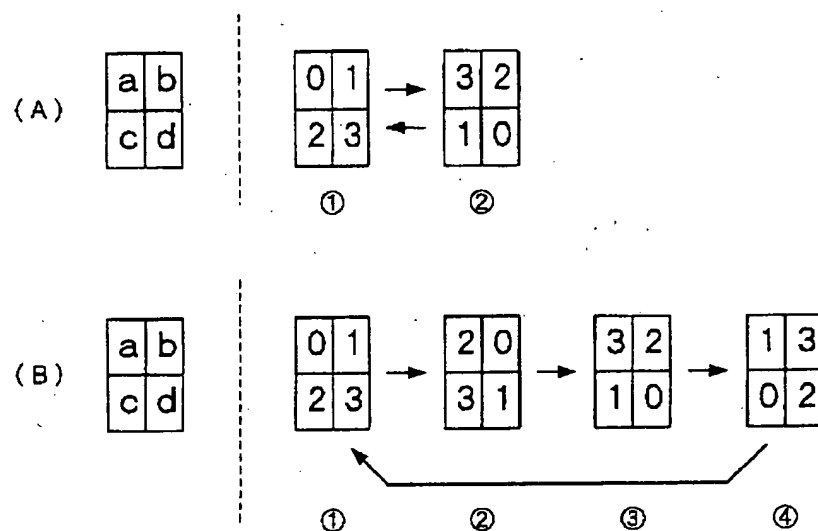 (A) a b 0 1 3 2
c d 2 3 1 0
① ②
(B) a b 0 1 2 0 3 2 1 3
c d 2 3 3 1 1 0 0 2
① ② ③ ④